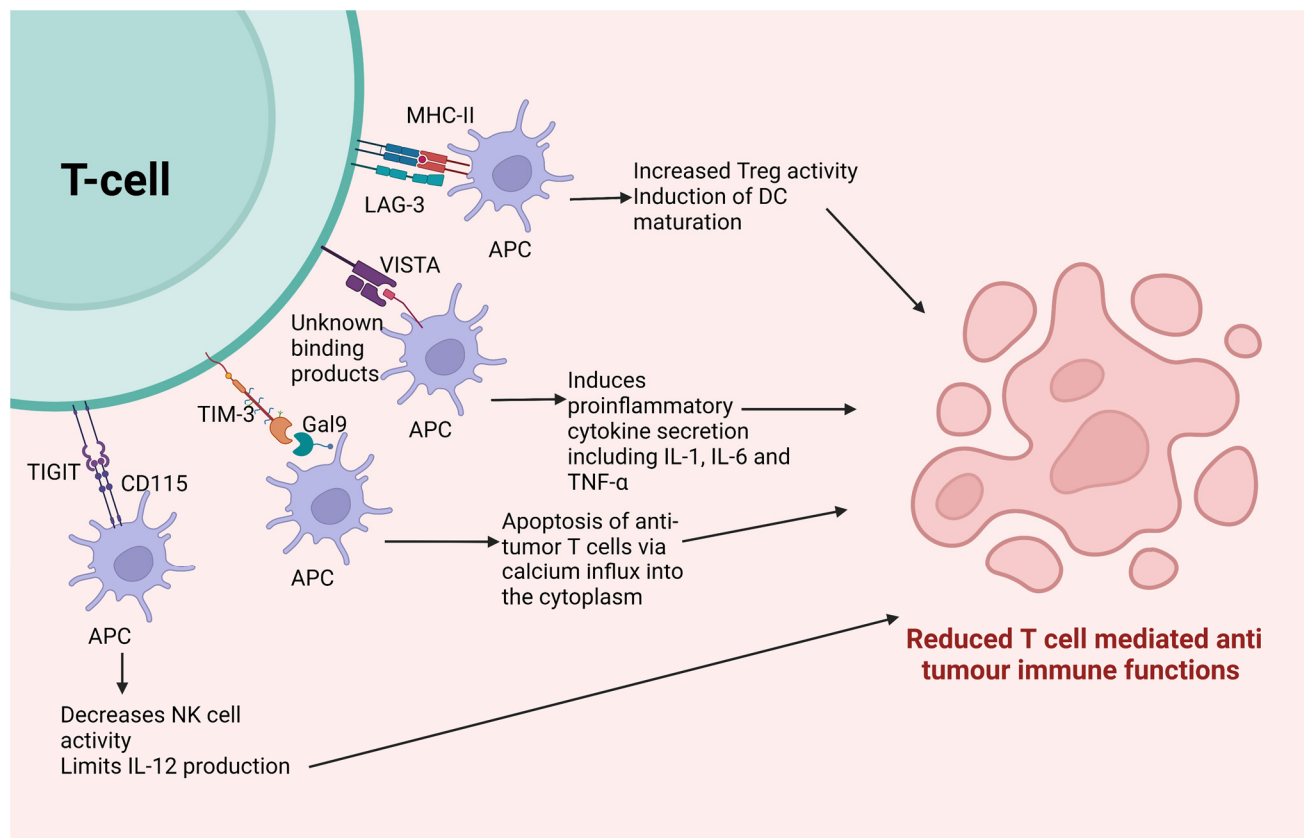 T-cell
MHC-II
LAG-3
APC
Increased Treg activity
Induction of DC
maturation
VISTA
Unknown
binding
products
APC
Induces
proinflammatory
cytokine secretion
including IL-1, IL-6 and
TNF-α
TIM-3
Gal9
APC
Apoptosis of anti-
tumor T cells via
calcium influx into
the cytoplasm
TIGIT
CD115
APC
Decreases NK cell
activity
Limits IL-12 production
Reduced T cell mediated anti
tumour immune functions